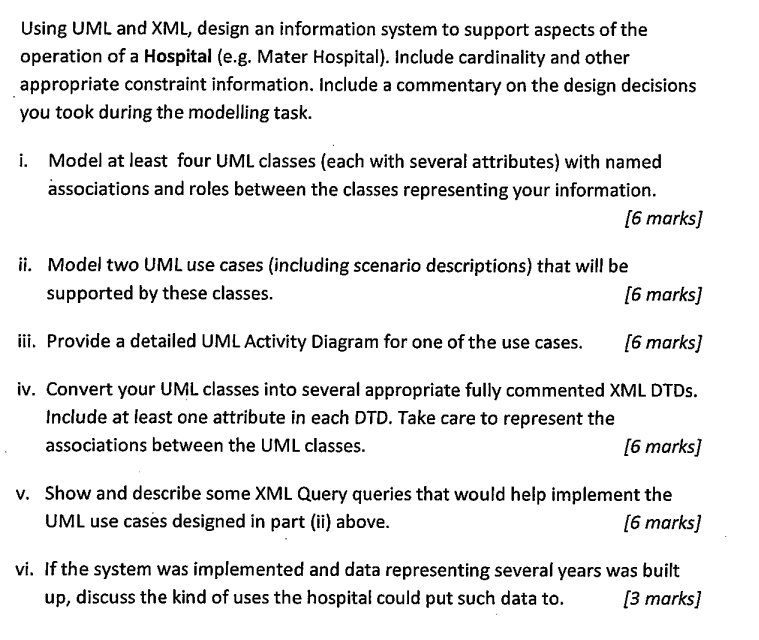 Using UML and XML, design an information system to support aspects of the
operation of a Hospital (e.g. Mater Hospital). Include cardinality and other
appropriate constraint information. Include a commentary on the design decisions
you took during the modelling task.
i. Model at least four UML classes (each with several attributes) with named
associations and roles between the classes representing your information.
[6 marks]
ii. Model two UML use cases (including scenario descriptions) that will be
supported by these classes. [6 marks]
iii. Provide a detailed UML Activity Diagram for one of the use cases. [6 marks]
iv. Convert your UML classes into several appropriate fully commented XML DTDs.
Include at least one attribute in each DTD. Take care to represent the
associations between the UML classes. [6 marks]
v. Show and describe some XML Query queries that would help implement the
UML use cases designed in part (ii) above. [6 marks]
vi. If the system was implemented and data representing several years was built
up, discuss the kind of uses the hospital could put such data to. [3 marks]